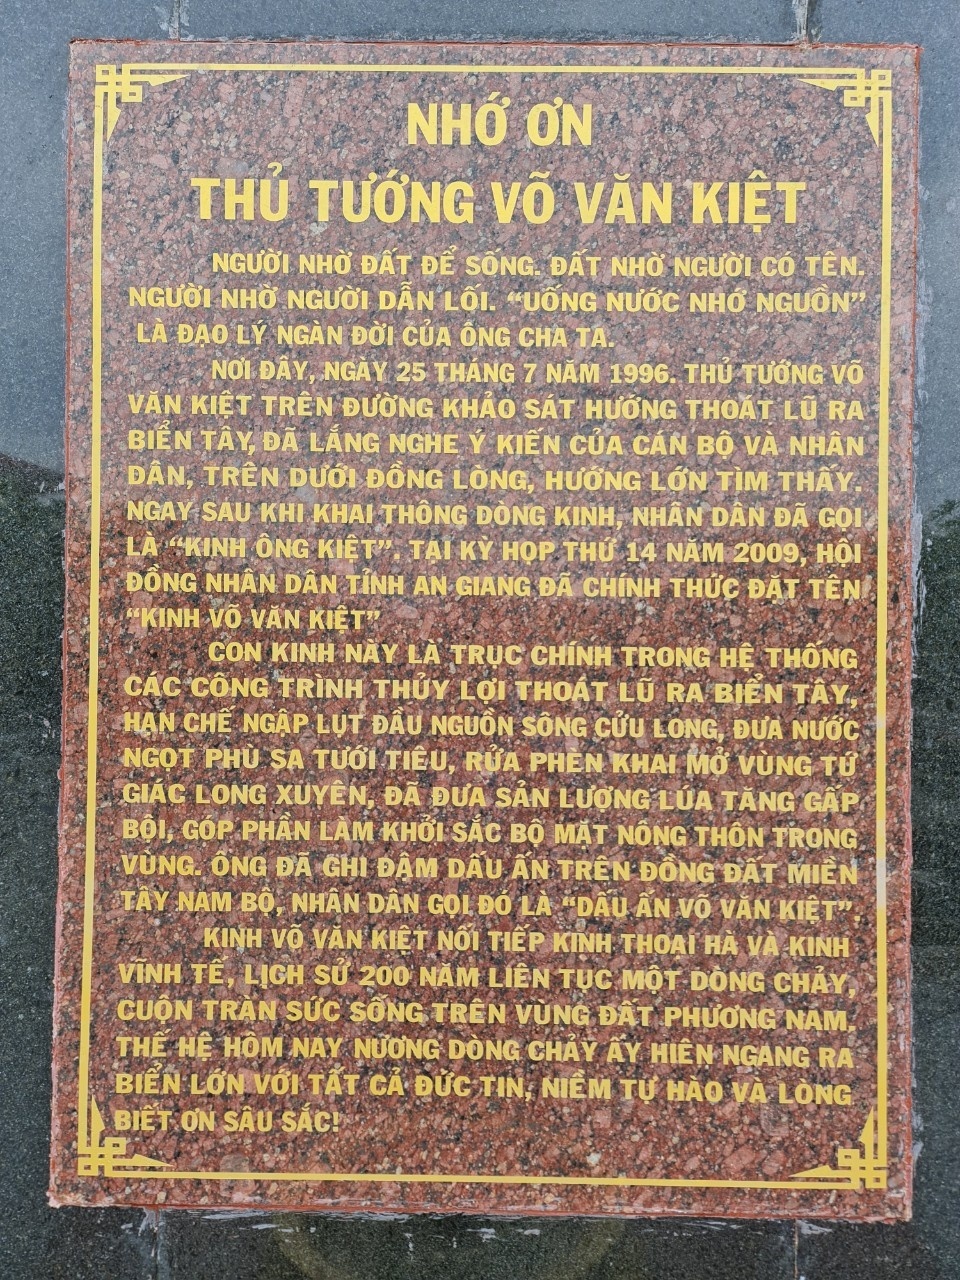 NHỚ ƠN
THỦ TƯỚNG VÕ VĂN KIỆT
NGƯỜI NHỜ ĐẤT ĐỂ SỐNG. ĐẤT NHỜ NGƯỜI CÓ TÊN.
NGƯỜI NHỜ NGƯỜI DẪN LỐI. “UỐNG NƯỚC NHỚ NGUỒN”
LÀ ĐẠO LÝ NGÀN ĐỜI CỦA ÔNG CHA TA.
NƠI ĐÂY, NGÀY 25 THÁNG 7 NĂM 1996. THỦ TƯỚNG VÕ
VĂN KIỆT TRÊN ĐƯỜNG KHẢO SÁT HƯỚNG THOÁT LŨ RA
BIỂN TÂY, ĐÃ LẮNG NGHE Ý KIẾN CỦA CÁN BỘ VÀ NHÂN
DÂN, TRÊN DƯỚI ĐỒNG LÒNG, HƯỚNG LỚN TÌM THẤY.
NGAY SAU KHI KHAI THÔNG DÒNG KINH, NHÂN DÂN ĐÃ GỌI
LÀ “KINH ÔNG KIỆT”. TẠI KỲ HỌP THỨ 14 NĂM 2009, HỘI
ĐỒNG NHÂN DÂN TỈNH AN GIANG ĐÃ CHÍNH THỨC ĐẶT TÊN
“KINH VÕ VĂN KIỆT”
CON KINH NÀY LÀ TRỤC CHÍNH TRONG HỆ THỐNG
CÁC CÔNG TRÌNH THỦY LỢI THOÁT LŨ RA BIỂN TÂY,
HẠN CHẾ NGẬP LỤT ĐẦU NGUỒN SÔNG CỬU LONG, ĐƯA NƯỚC
NGỌT PHÙ SA TƯỚI TIÊU, RỬA PHÈN KHAI MỞ VÙNG TỨ
GIÁC LONG XUYÊN, ĐÃ ĐƯA SẢN LƯỢNG LÚA TĂNG GẤP
BỘI, GÓP PHẦN LÀM KHỞI SẮC BỘ MẶT NÔNG THÔN TRONG
VÙNG. ÔNG ĐÃ GHI ĐẬM DẤU ẤN TRÊN ĐỒNG ĐẤT MIỀN
TÂY NAM BỘ, NHÂN DÂN GỌI ĐÓ LÀ “DẤU ẤN VÕ VĂN KIỆT”.
KINH VÕ VĂN KIỆT NỐI TIẾP KINH THOẠI HÀ VÀ KINH
VĨNH TẾ, LỊCH SỬ 200 NĂM LIÊN TỤC MỘT DÒNG CHẢY,
CUỘN TRÀN SỨC SỐNG TRÊN VÙNG ĐẤT PHƯƠNG NAM.
THẾ HỆ HÔM NAY NƯƠNG DÒNG CHẢY ẤY HIÊN NGANG RA
BIỂN LỚN VỚI TẤT CẢ ĐỨC TIN, NIỀM TỰ HÀO VÀ LÒNG
BIẾT ƠN SÂU SẮC!